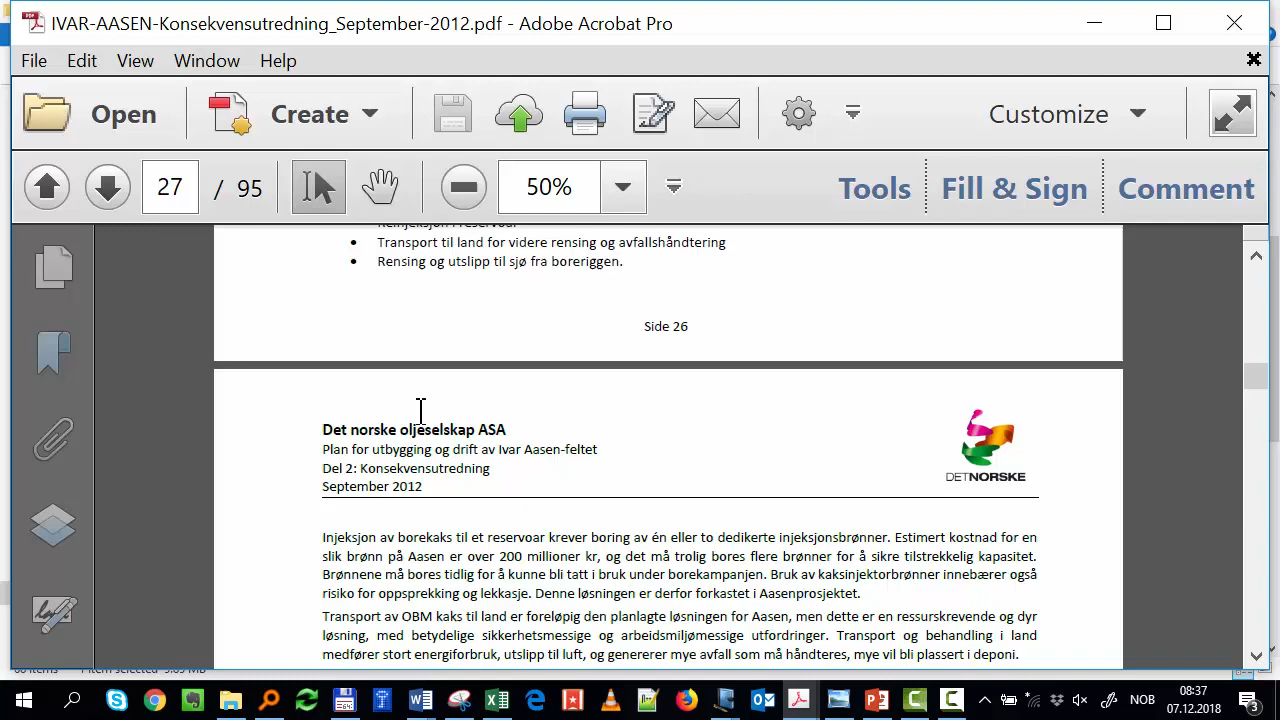 IVAR-AASEN-Konsekvensutredning_September-2012.pdf - Adobe Acrobat Pro
File Edit View Window Help
Open Create Customize
27 / 95 50% Tools Fill & Sign Comment
• Transport til land for videre rensing og avfallshåndtering
• Rensing og utslipp til sjø fra boreriggen.
Side 26
Det norske oljeselskap ASA
Plan for utbygging og drift av Ivar Aasen-feltet
Del 2: Konsekvensutredning
September 2012
DETNORSKE
Injeksjon av borekaks til et reservoar krever boring av én eller to dedikerte injeksjonsbrønner. Estimert kostnad for en
slik brønn på Aasen er over 200 millioner kr, og det må trolig bores flere brønner for å sikre tilstrekkelig kapasitet.
Brønnene må bores tidlig for å kunne bli tatt i bruk under borekampanjen. Bruk av kaksinjektorbrønner innebærer også
risiko for oppsprekking og lekkasje. Denne løsningen er derfor forkastet i Aasenprosjektet.
Transport av OBM kaks til land er foreløpig den planlagte løsningen for Aasen, men dette er en ressurskrevende og dyr
løsning, med betydelige sikkerhetsmessige og arbeidsmiljømessige utfordringer. Transport og behandling i land
medfører stort energiforbruk, utslipp til luft, og genererer mye avfall som må håndteres, mye vil bli plassert i deponi.
NOB 08:37
07.12.2018 3